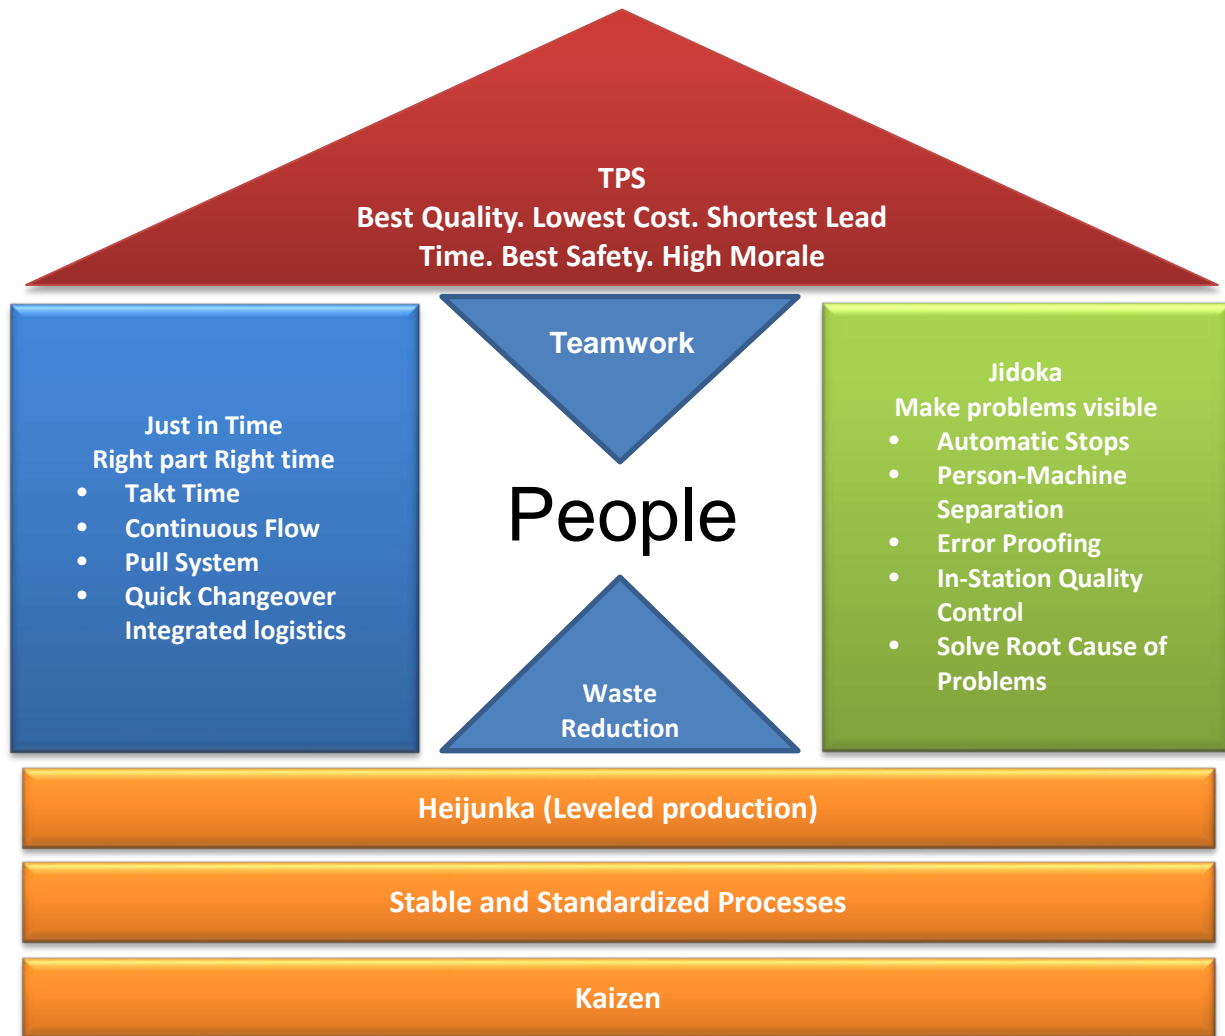 TPS
Best Quality. Lowest Cost. Shortest Lead
Time. Best Safety. High Morale
Just in Time
Right part Right time
• Takt Time
• Continuous Flow
• Pull System
• Quick Changeover
Integrated logistics
Teamwork
People
Waste
Reduction
Jidoka
Make problems visible
• Automatic Stops
• Person-Machine
Separation
• Error Proofing
• In-Station Quality
Control
• Solve Root Cause of
Problems
Heijunka (Leveled production)
Stable and Standardized Processes
Kaizen